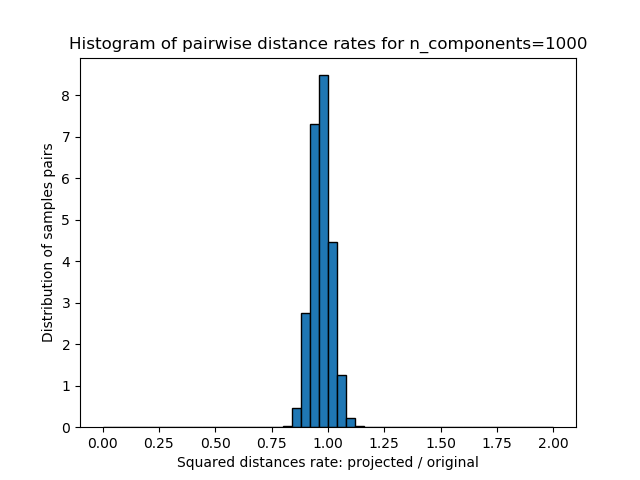 Histogram of pairwise distance rates for n_components=1000
8
7
6
5
4
3
2
1
0
Distribution of samples pairs
0.00 0.25 0.50 0.75 1.00 1.25 1.50 1.75 2.00
Squared distances rate: projected / original